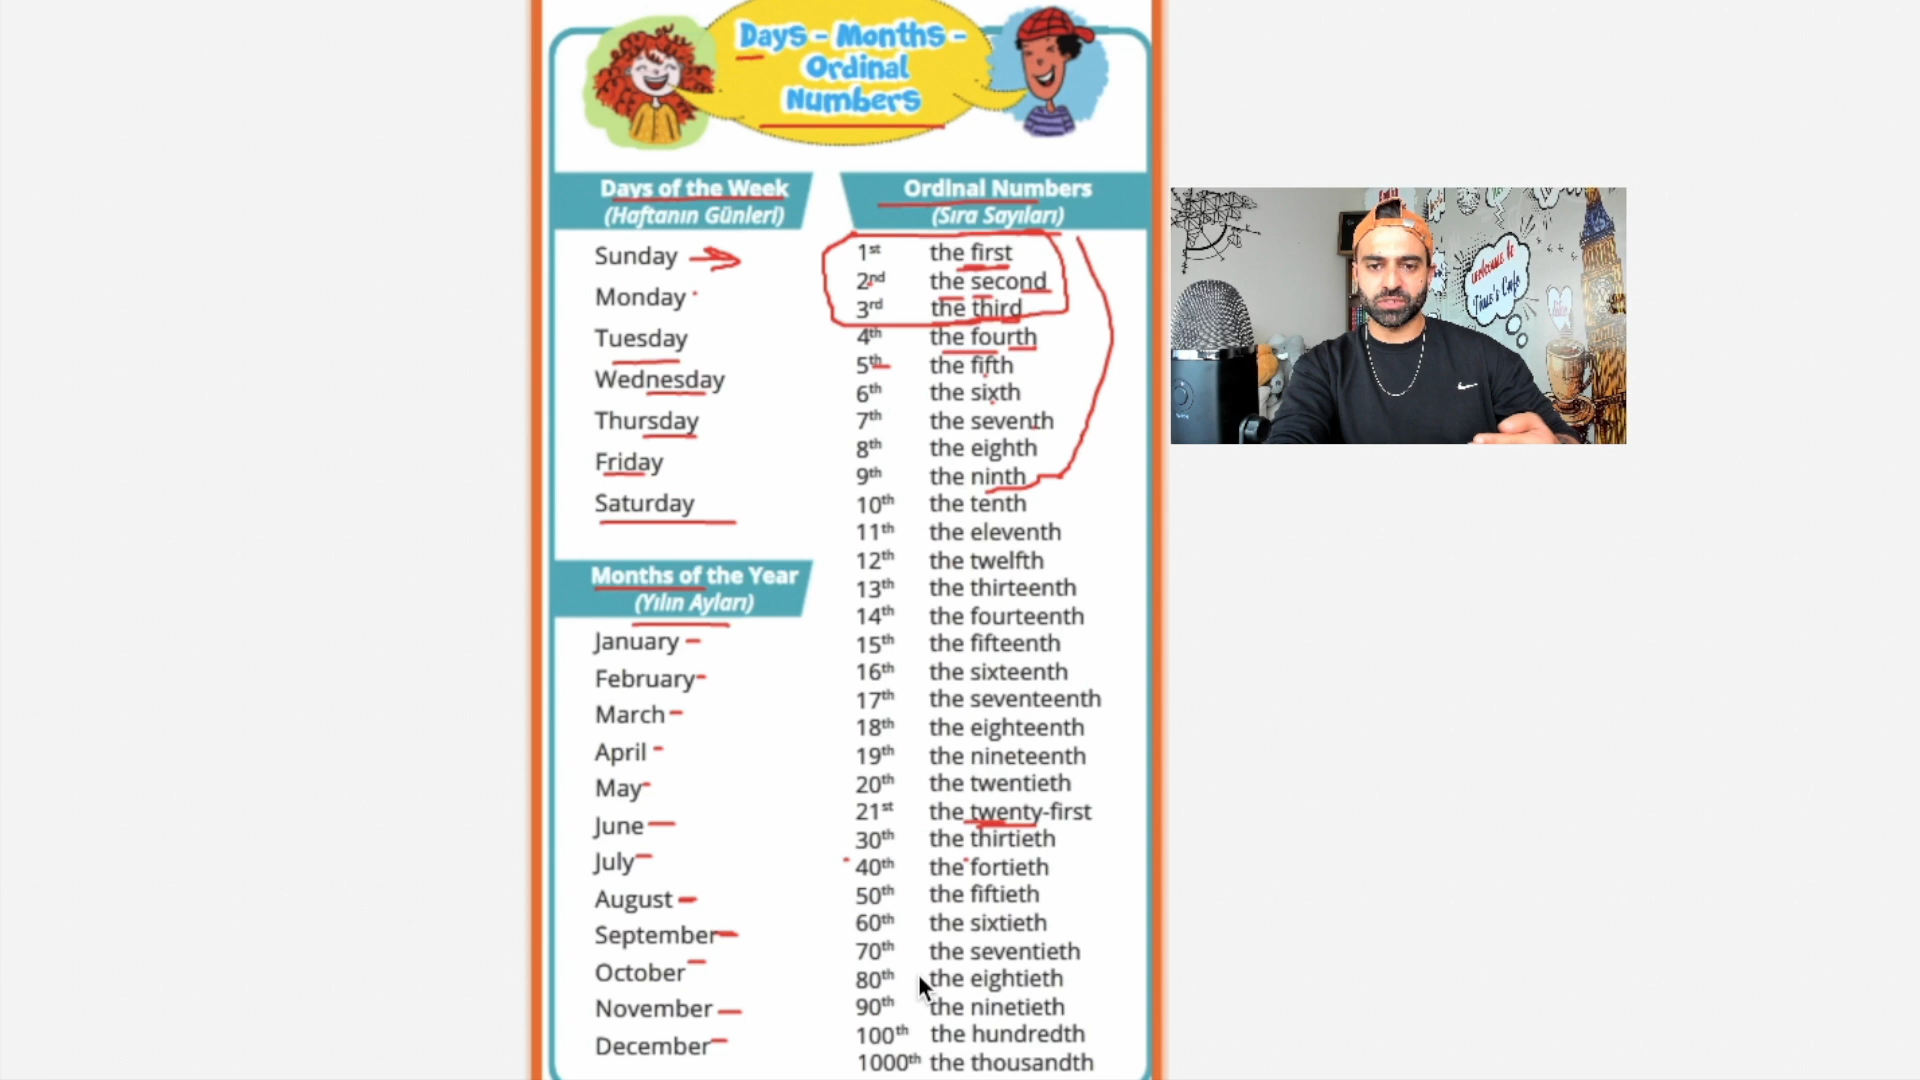 Days - Months -
Ordinal
Numbers
Days of the Week
(Haftanın Günleri)
Sunday
Monday
Tuesday
Wednesday
Thursday
Friday
Saturday
Months of the Year
(Yılın Ayları)
January
February
March
April
May
June
July
August
September
October
November
December
Ordinal Numbers
(Sıra Sayıları)
1st the first
2nd the second
3rd the third
4th the fourth
5th the fifth
6th the sixth
7th the seventh
8th the eighth
9th the ninth
10th the tenth
11th the eleventh
12th the twelfth
13th the thirteenth
14th the fourteenth
15th the fifteenth
16th the sixteenth
17th the seventeenth
18th the eighteenth
19th the nineteenth
20th the twentieth
21st the twenty-first
30th the thirtieth
40th the fortieth
50th the fiftieth
60th the sixtieth
70th the seventieth
80th the eightieth
90th the ninetieth
100th the hundredth
1000th the thousandth
welcome to
Time's Cafe